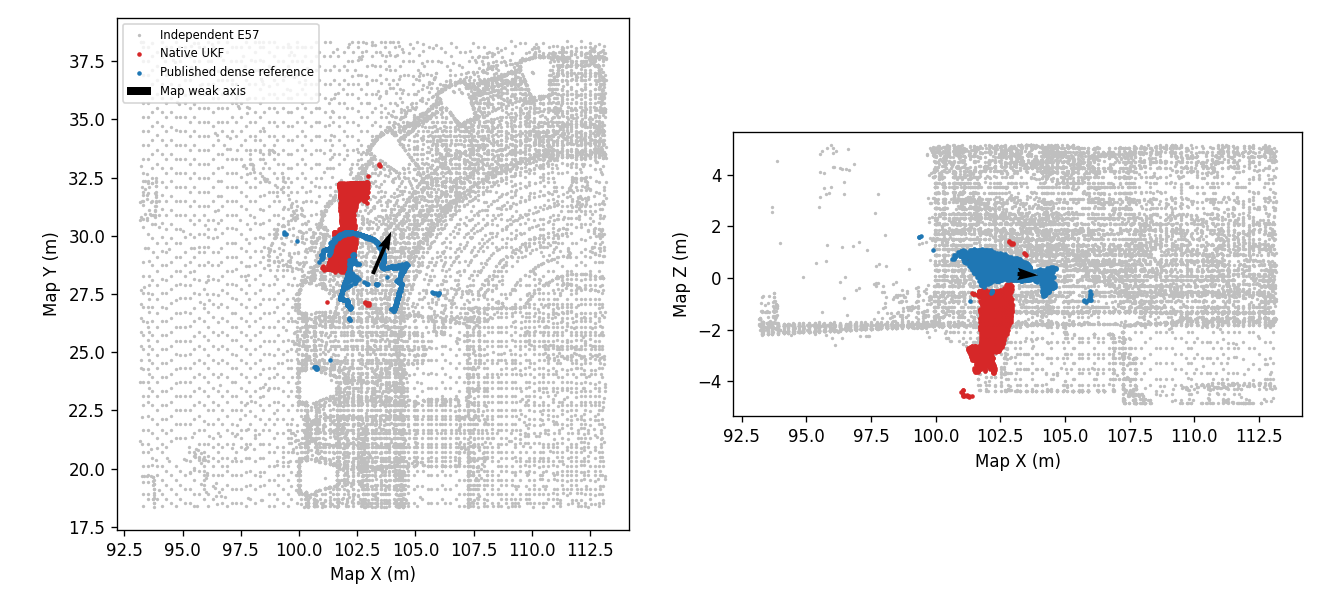 Independent E57
Native UKF
Published dense reference
Map weak axis
37.5
35.0
32.5
30.0
27.5
25.0
22.5
20.0
17.5
Map Y (m)
92.5 95.0 97.5 100.0 102.5 105.0 107.5 110.0 112.5
Map X (m)
4
2
0
−2
−4
Map Z (m)
92.5 95.0 97.5 100.0 102.5 105.0 107.5 110.0 112.5
Map X (m)